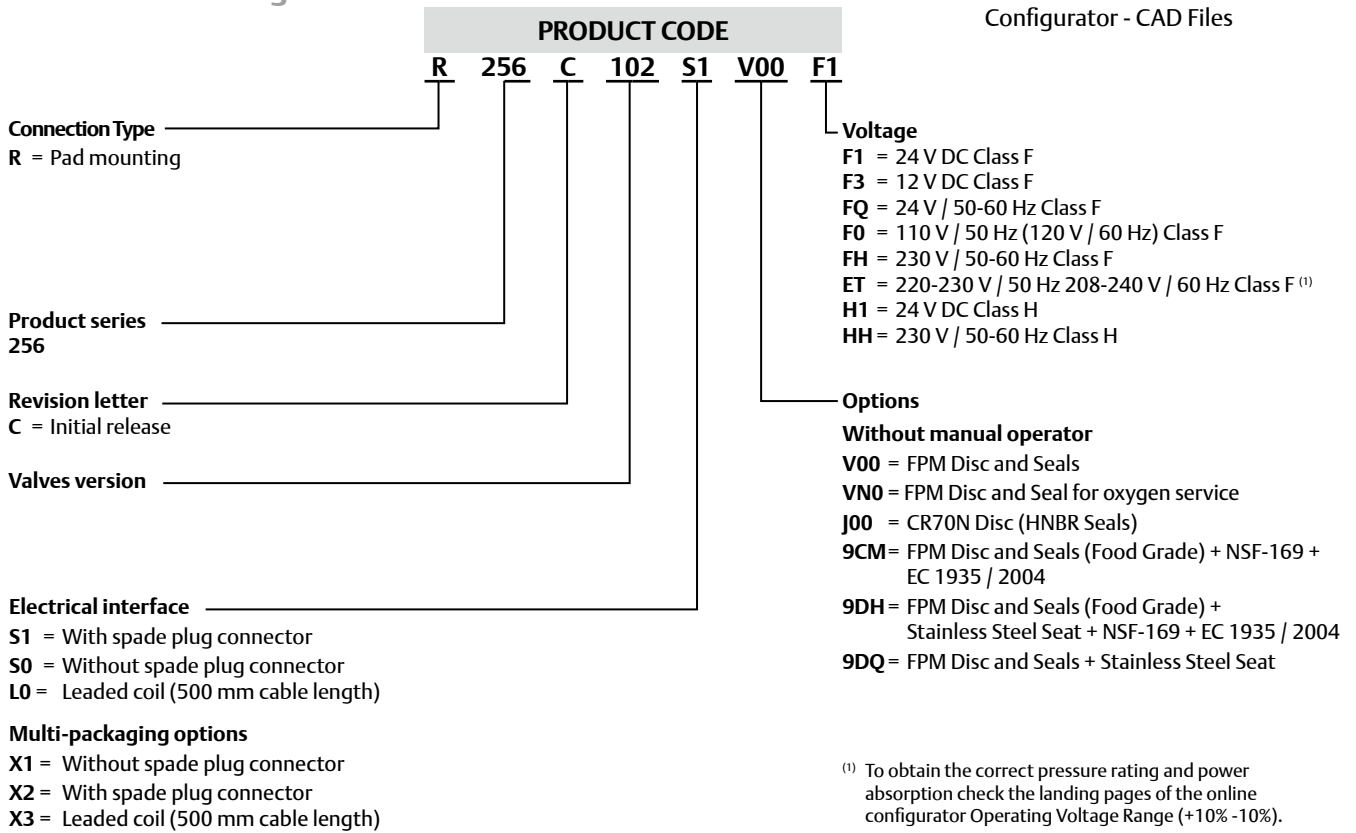 Configurator - CAD Files
PRODUCT CODE
R 256 C 102 S1 V00 F1
Connection Type
R = Pad mounting
Product series
256
Revision letter
C = Initial release
Valves version
Electrical interface
S1 = With spade plug connector
S0 = Without spade plug connector
L0 = Leaded coil (500 mm cable length)
Multi-packaging options
X1 = Without spade plug connector
X2 = With spade plug connector
X3 = Leaded coil (500 mm cable length)
Voltage
F1 = 24 V DC Class F
F3 = 12 V DC Class F
FQ = 24 V / 50-60 Hz Class F
F0 = 110 V / 50 Hz (120 V / 60 Hz) Class F
FH = 230 V / 50-60 Hz Class F
ET = 220-230 V / 50 Hz 208-240 V / 60 Hz Class F (1)
H1 = 24 V DC Class H
HH = 230 V / 50-60 Hz Class H
Options
Without manual operator
V00 = FPM Disc and Seals
VN0 = FPM Disc and Seal for oxygen service
J00 = CR70N Disc (HNBR Seals)
9CM = FPM Disc and Seals (Food Grade) + NSF-169 +
EC 1935 / 2004
9DH = FPM Disc and Seals (Food Grade) +
Stainless Steel Seat + NSF-169 + EC 1935 / 2004
9DQ = FPM Disc and Seals + Stainless Steel Seat
(1) To obtain the correct pressure rating and power
absorption check the landing pages of the online
configurator Operating Voltage Range (+10% -10%).